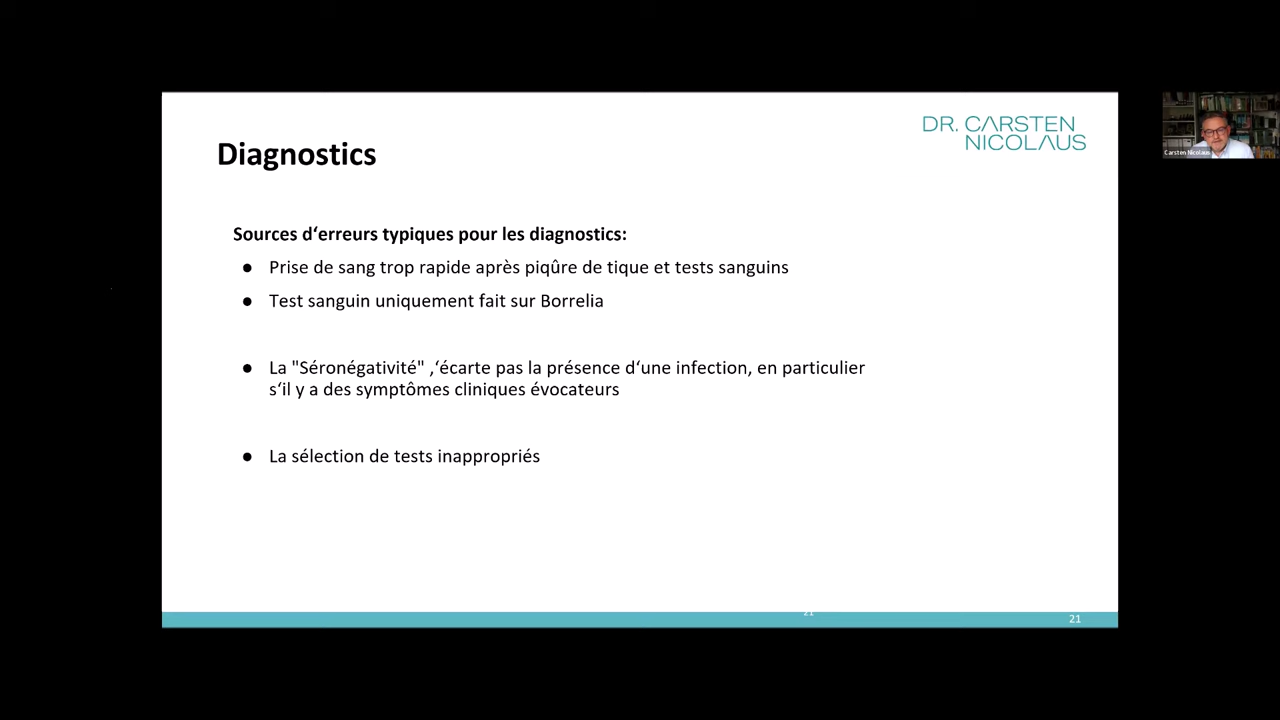 DR. CARSTEN
NICOLAUS
Diagnostics
Carsten Nicolaus
Sources d‘erreurs typiques pour les diagnostics:
● Prise de sang trop rapide après piqûre de tique et tests sanguins
● Test sanguin uniquement fait sur Borrelia
● La "Séronégativité" ,‘écarte pas la présence d‘une infection, en particulier
s‘il y a des symptômes cliniques évocateurs
● La sélection de tests inappropriés
21
21